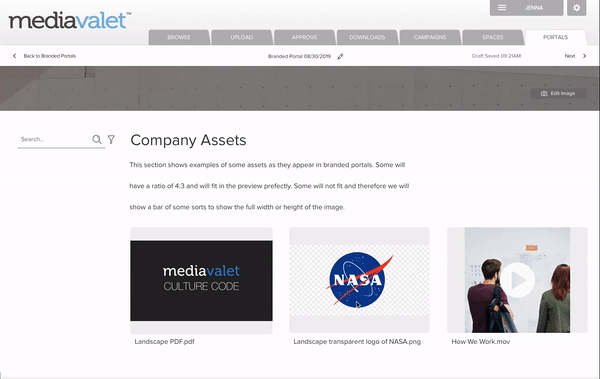 mediavalet™
JENNA
BROWSE
UPLOAD
APPROVE
DOWNLOADS
CAMPAIGNS
SPACES
PORTALS
Back to Branded Portals
Branded Portal 08/30/2019
Draft Saved 09:21AM
Next
Edit Image
Search...
Company Assets
This section shows examples of some assets as they appear in branded portals. Some will
have a ratio of 4:3 and will fit in the preview prefectly. Some will not fit and therefore we will
show a bar of some sorts to show the full width or height of the image.
mediavalet
CULTURE CODE
NASA
Landscape PDF.pdf
Landscape transparent logo of NASA.png
How We Work.mov